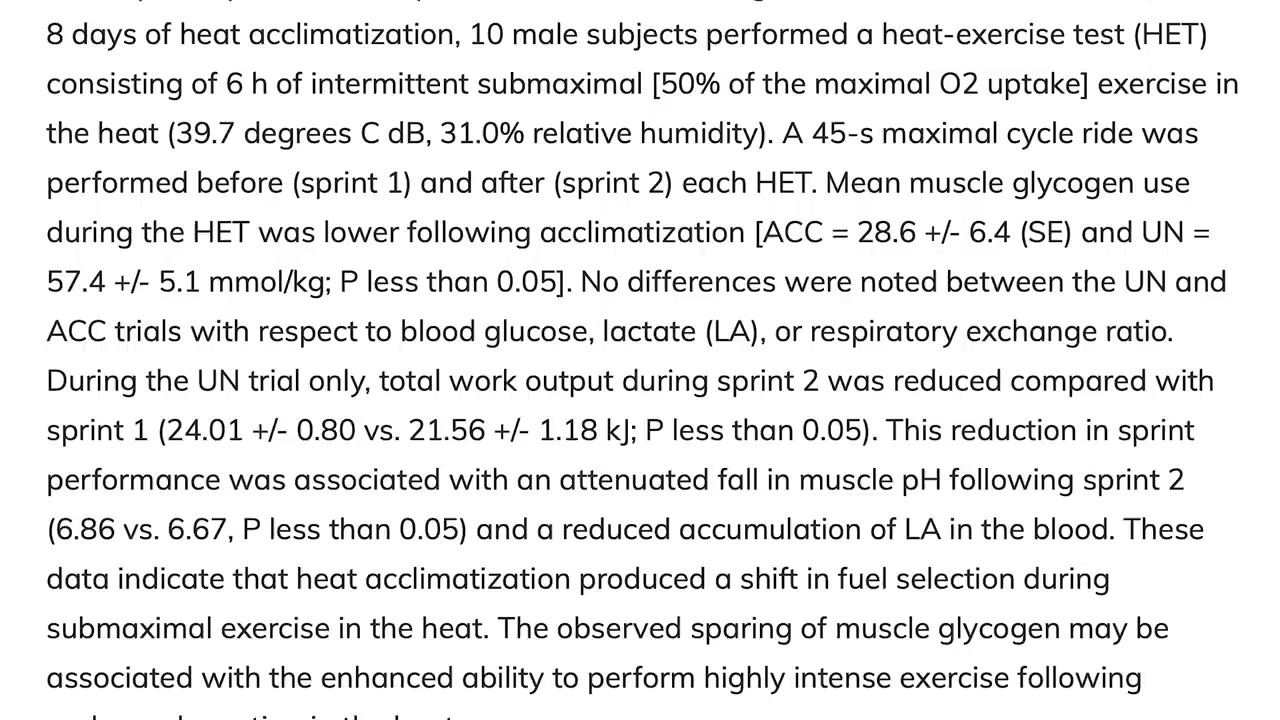 8 days of heat acclimatization, 10 male subjects performed a heat-exercise test (HET)
consisting of 6 h of intermittent submaximal [50% of the maximal O2 uptake] exercise in
the heat (39.7 degrees C dB, 31.0% relative humidity). A 45-s maximal cycle ride was
performed before (sprint 1) and after (sprint 2) each HET. Mean muscle glycogen use
during the HET was lower following acclimatization [ACC = 28.6 +/- 6.4 (SE) and UN =
57.4 +/- 5.1 mmol/kg; P less than 0.05]. No differences were noted between the UN and
ACC trials with respect to blood glucose, lactate (LA), or respiratory exchange ratio.
During the UN trial only, total work output during sprint 2 was reduced compared with
sprint 1 (24.01 +/- 0.80 vs. 21.56 +/- 1.18 kJ; P less than 0.05). This reduction in sprint
performance was associated with an attenuated fall in muscle pH following sprint 2
(6.86 vs. 6.67, P less than 0.05) and a reduced accumulation of LA in the blood. These
data indicate that heat acclimatization produced a shift in fuel selection during
submaximal exercise in the heat. The observed sparing of muscle glycogen may be
associated with the enhanced ability to perform highly intense exercise following